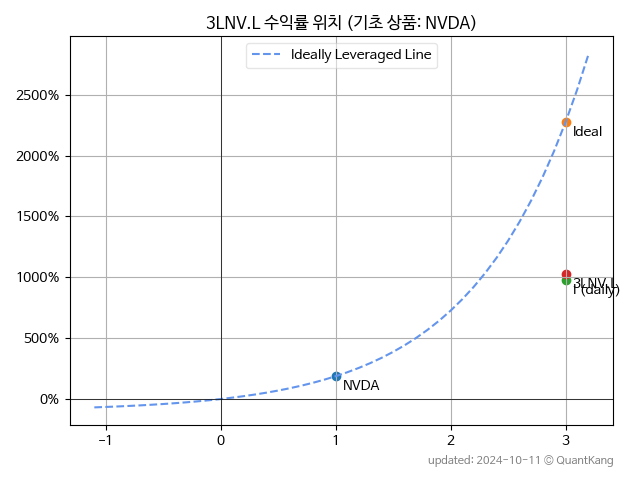 3LNV.L 수익률 위치 (기초 상품: NVDA)
Ideally Leveraged Line
2500%
2000%
1500%
1000%
500%
0%
Ideal
3LNV.L
(daily)
NVDA
−1
0
1
2
3
updated: 2024-10-11 © QuantKang